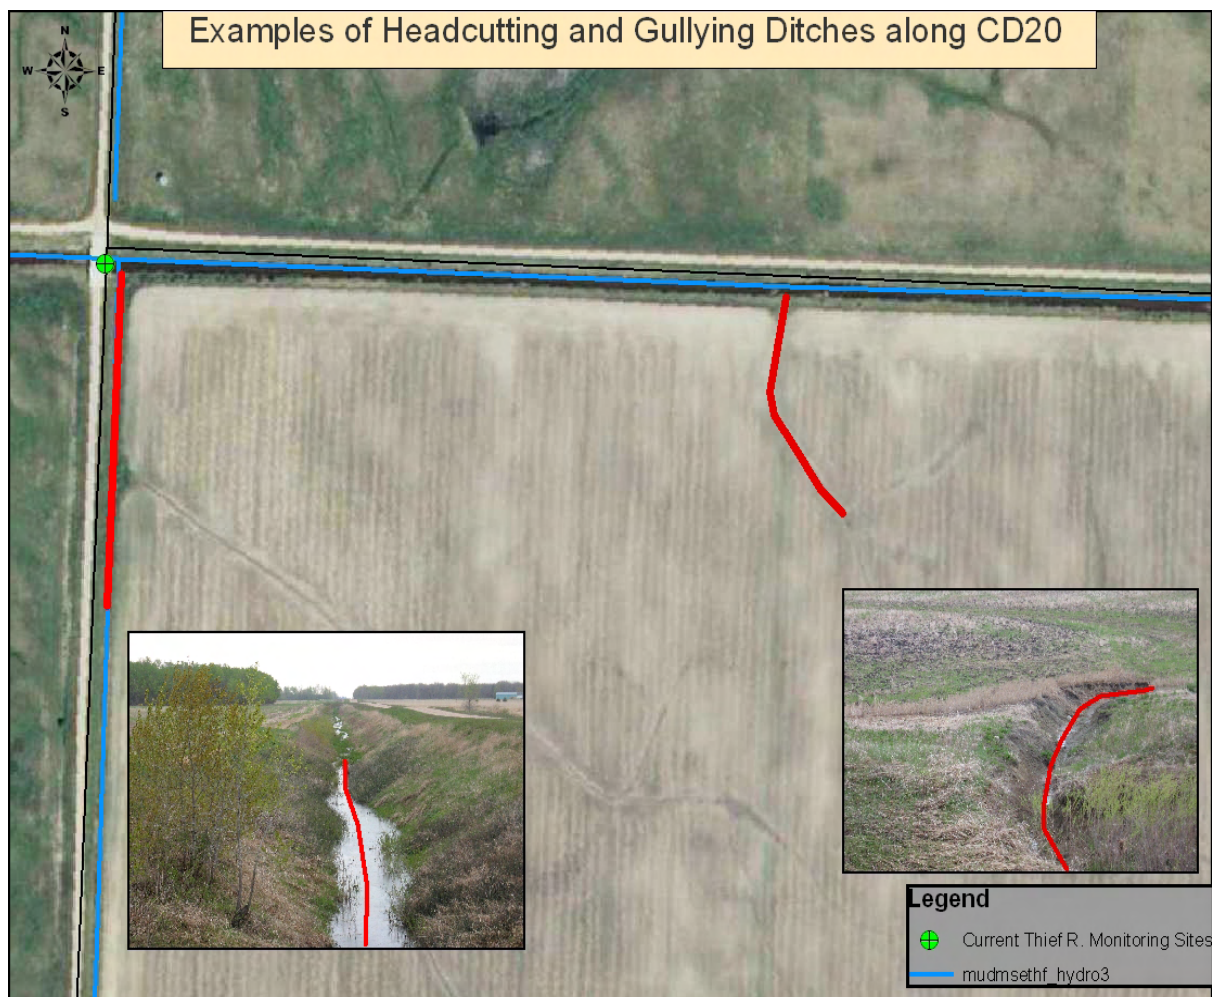 Examples of Headcutting and Gullying Ditches along CD20
N
W E
S
Legend
Current Thief R. Monitoring Sites
mudmsethf_hydro3